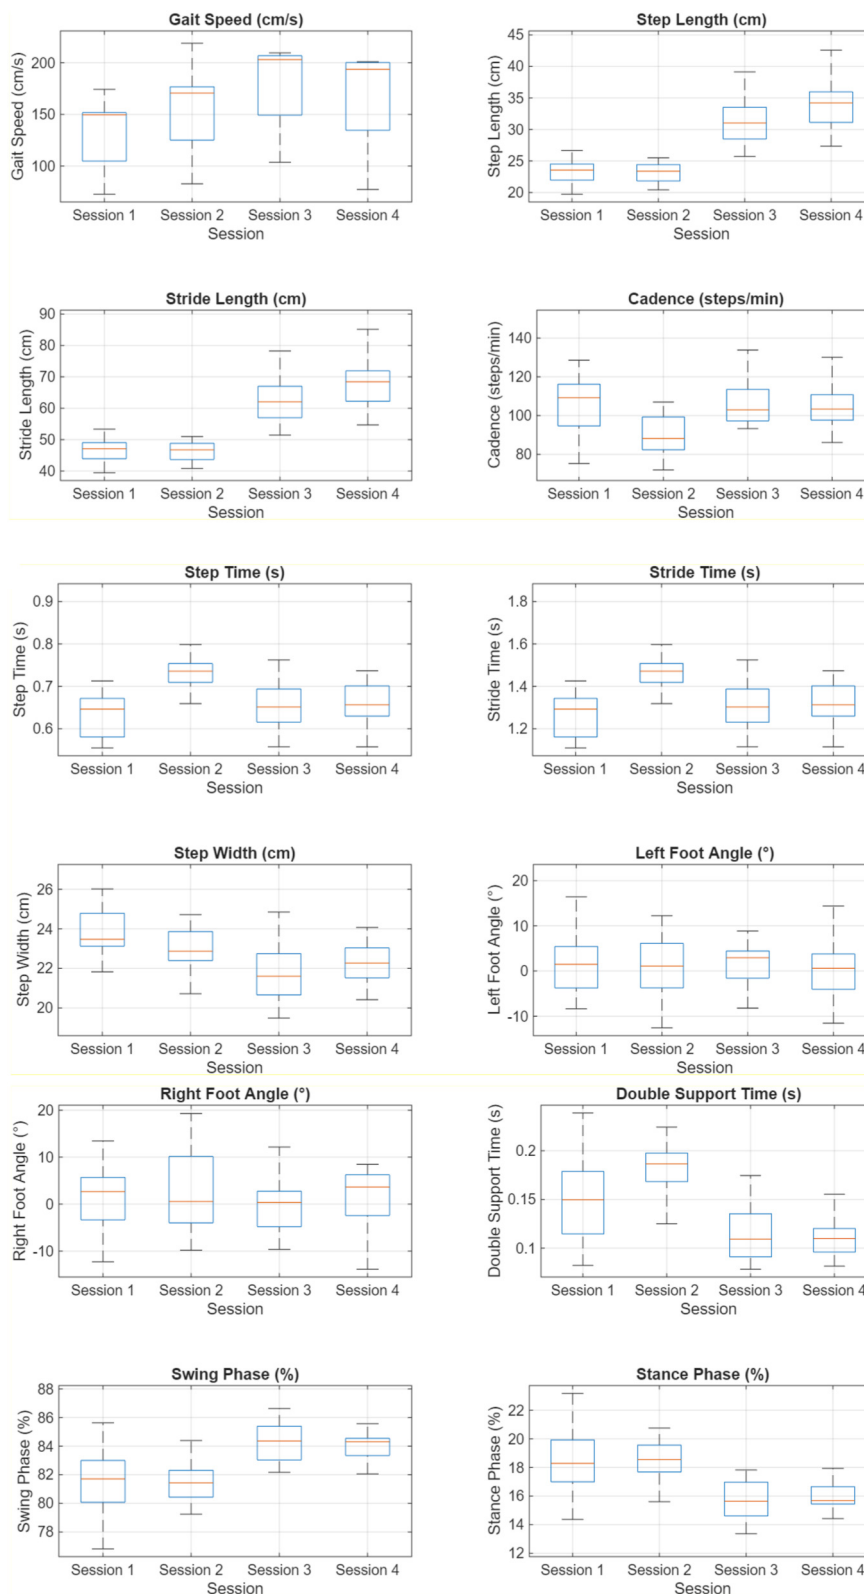 Gait Speed (cm/s)
Gait Speed (cm/s)
200
150
100
Session 1 Session 2 Session 3 Session 4
Session
Step Length (cm)
Step Length (cm)
45
40
35
30
25
20
Session 1 Session 2 Session 3 Session 4
Session
Stride Length (cm)
Stride Length (cm)
90
80
70
60
50
40
Session 1 Session 2 Session 3 Session 4
Session
Cadence (steps/min)
Cadence (steps/min)
140
120
100
80
Session 1 Session 2 Session 3 Session 4
Session
Step Time (s)
Step Time (s)
0.9
0.8
0.7
0.6
Session 1 Session 2 Session 3 Session 4
Session
Stride Time (s)
Stride Time (s)
1.8
1.6
1.4
1.2
Session 1 Session 2 Session 3 Session 4
Session
Step Width (cm)
Step Width (cm)
26
24
22
20
Session 1 Session 2 Session 3 Session 4
Session
Left Foot Angle (°)
Left Foot Angle (°)
20
10
0
-10
Session 1 Session 2 Session 3 Session 4
Session
Right Foot Angle (°)
Right Foot Angle (°)
20
10
0
-10
Session 1 Session 2 Session 3 Session 4
Session
Double Support Time (s)
Double Support Time (s)
0.2
0.15
0.1
Session 1 Session 2 Session 3 Session 4
Session
Swing Phase (%)
Swing Phase (%)
88
86
84
82
80
78
Session 1 Session 2 Session 3 Session 4
Session
Stance Phase (%)
Stance Phase (%)
22
20
18
16
14
12
Session 1 Session 2 Session 3 Session 4
Session